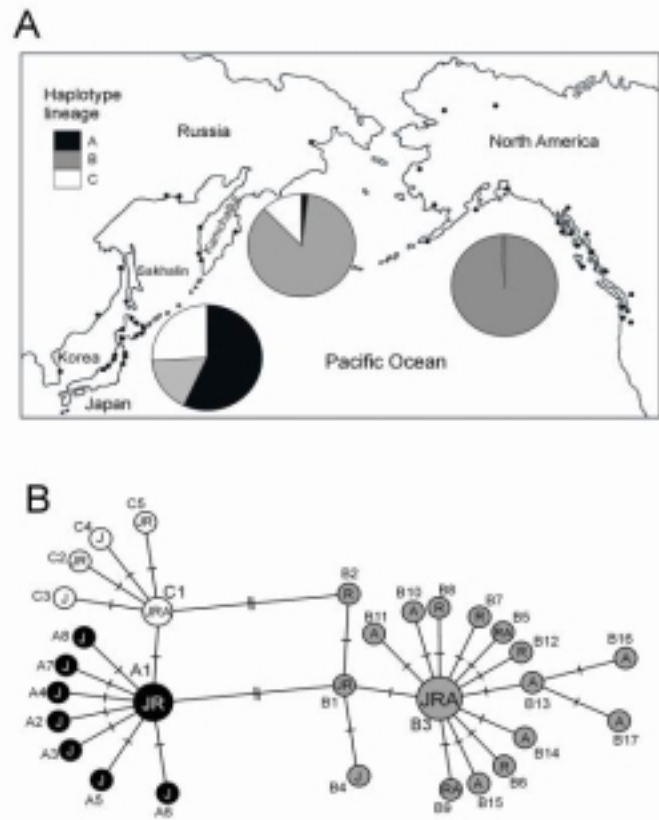 A
Haplotype
lineage
A
B
C
Russia
North America
Kamchatka
Sakhalin
Korea
Japan
Pacific Ocean
B
C5
JR
C4
J
C2
JR
C3
J
C1
JRA
B2
R
B10
A
B8
R
B7
R
B11
A
B5
RA
B12
R
B16
A
A8
J
A1
JR
A7
J
A4
J
A2
J
A3
J
A5
J
A6
J
B1
JR
B3
JRA
B13
A
B17
A
B14
A
B4
J
B6
R
B9
RA
B15
A